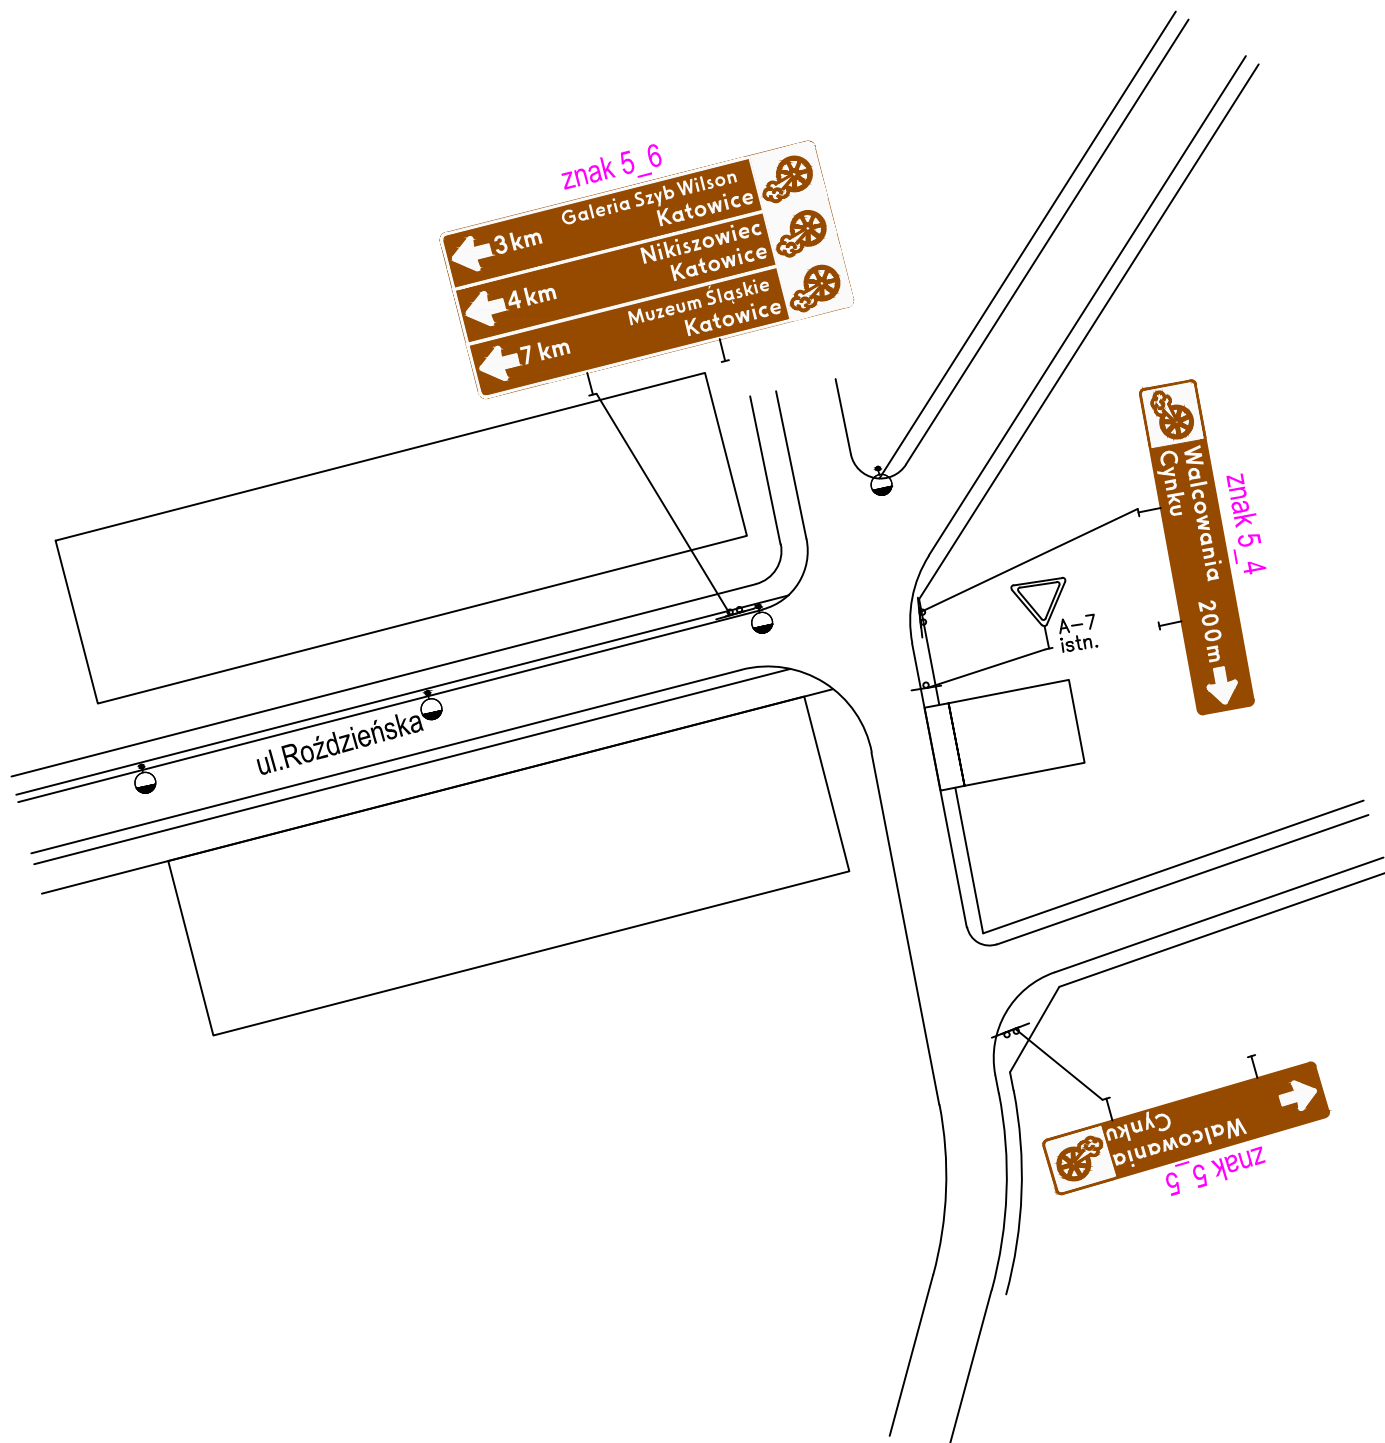 znak 5_6
Galeria Szyb Wilson
3 km Katowice
Nikiszowiec
4 km Katowice
Muzeum Śląskie
7 km Katowice
Walcowania 200m
Cynku
znak 5_4
A-7
istn.
ul.Roździeńska
Walcowania
Cynku
znak 5_5